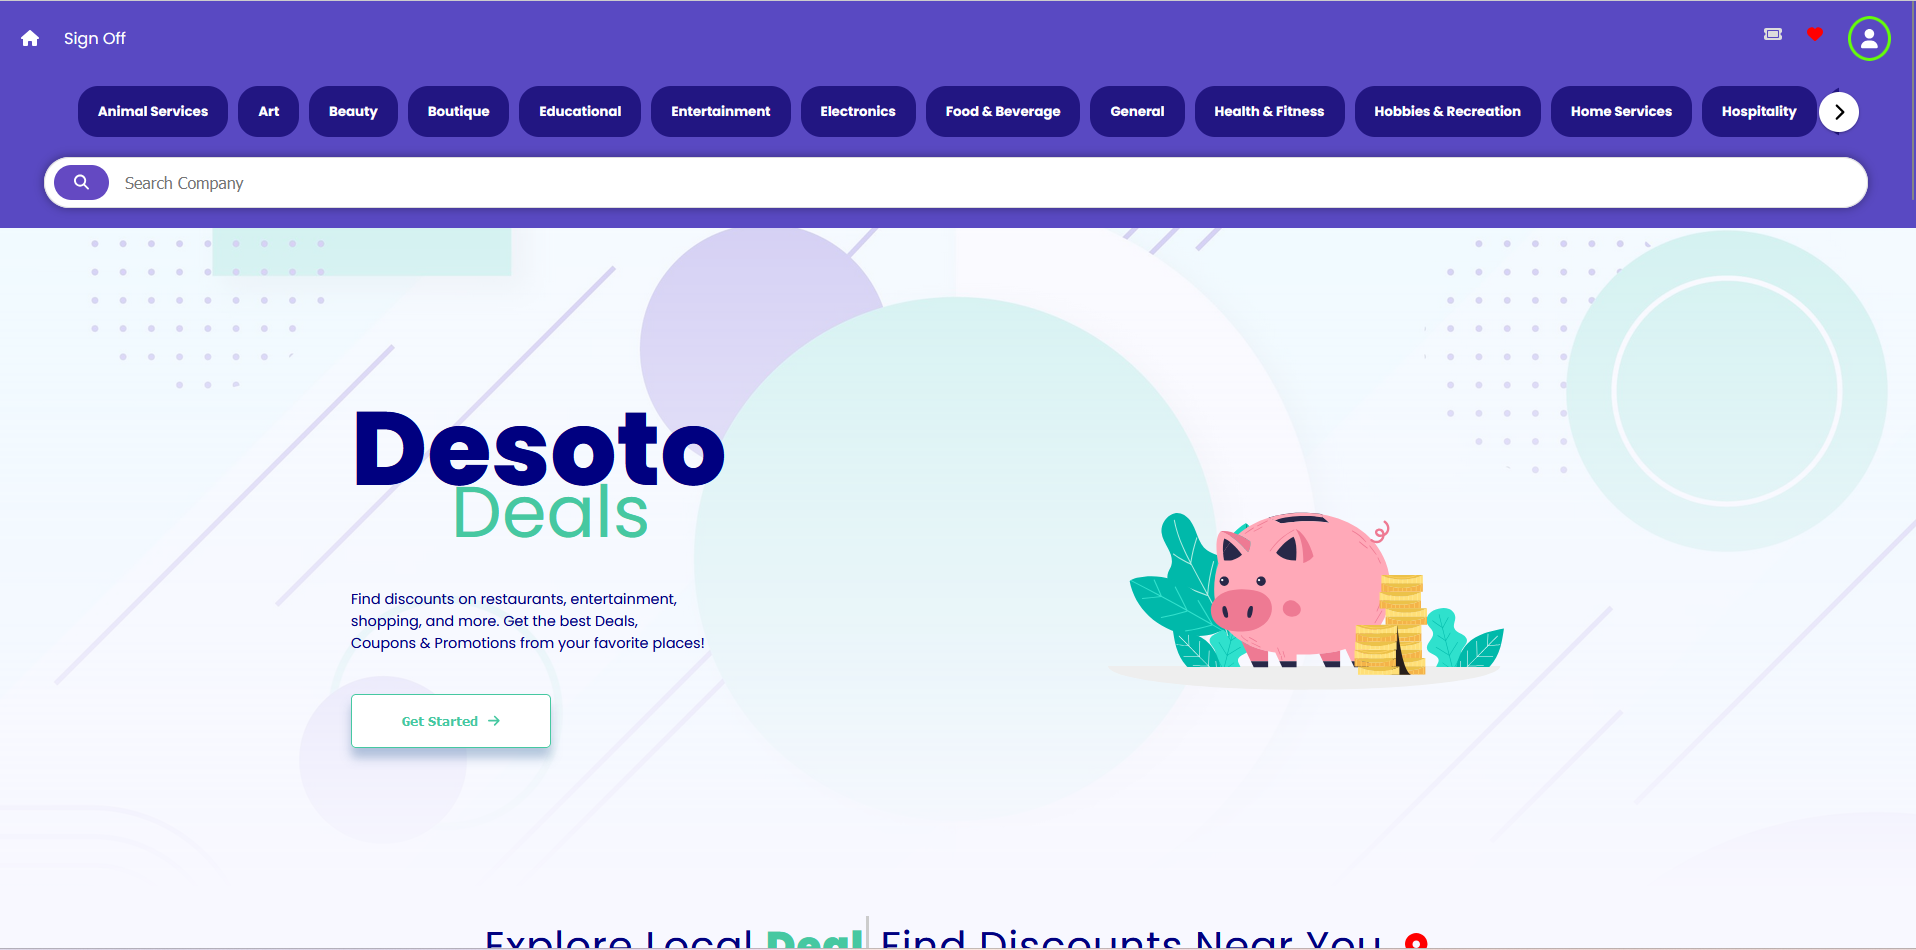 Sign Off
Animal Services Art Beauty Boutique Educational Entertainment Electronics Food & Beverage General Health & Fitness Hobbies & Recreation Home Services Hospitality
Search Company
Desoto
Deals
Find discounts on restaurants, entertainment,
shopping, and more. Get the best Deals,
Coupons & Promotions from your favorite places!
Get Started
Explore Local Deal Find Discounts Near You